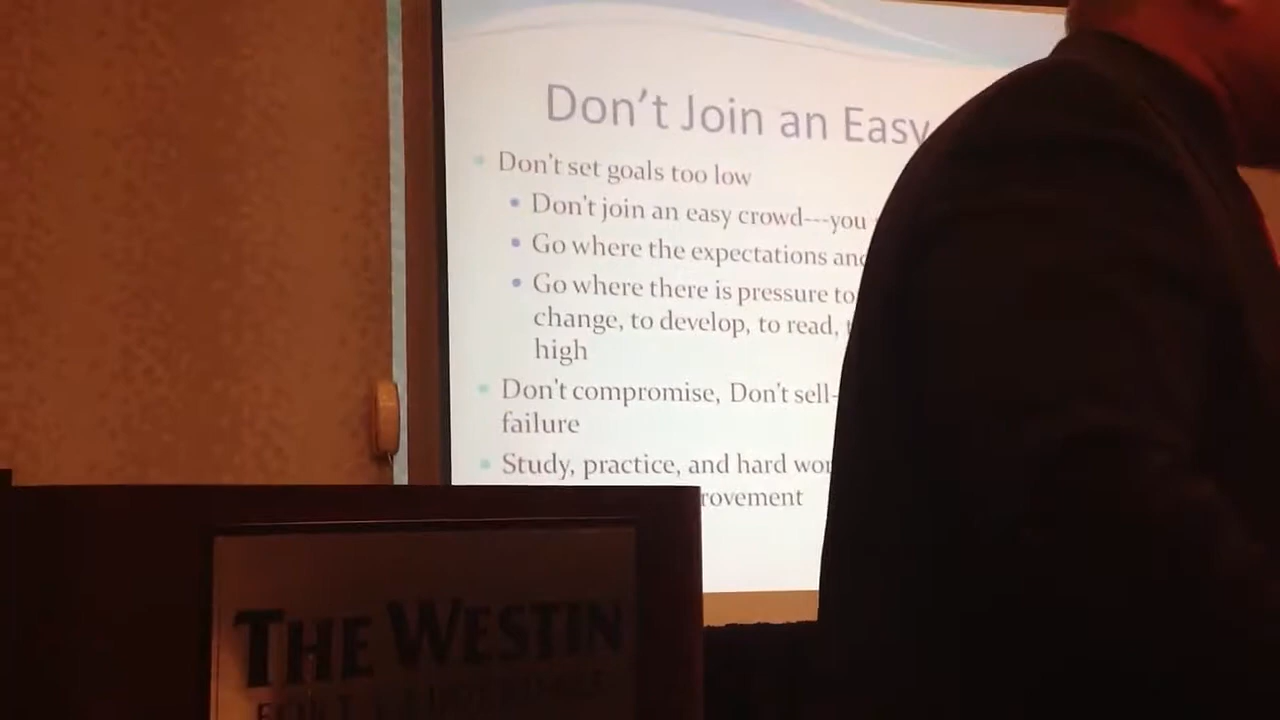 Don't Join an Easy
Don't set goals too low
Don't join an easy crowd---you
Go where the expectations and
Go where there is pressure to
change, to develop, to read,
high
Don't compromise, Don't sell-
failure
Study, practice, and hard wor
rovement
THE WESTIN